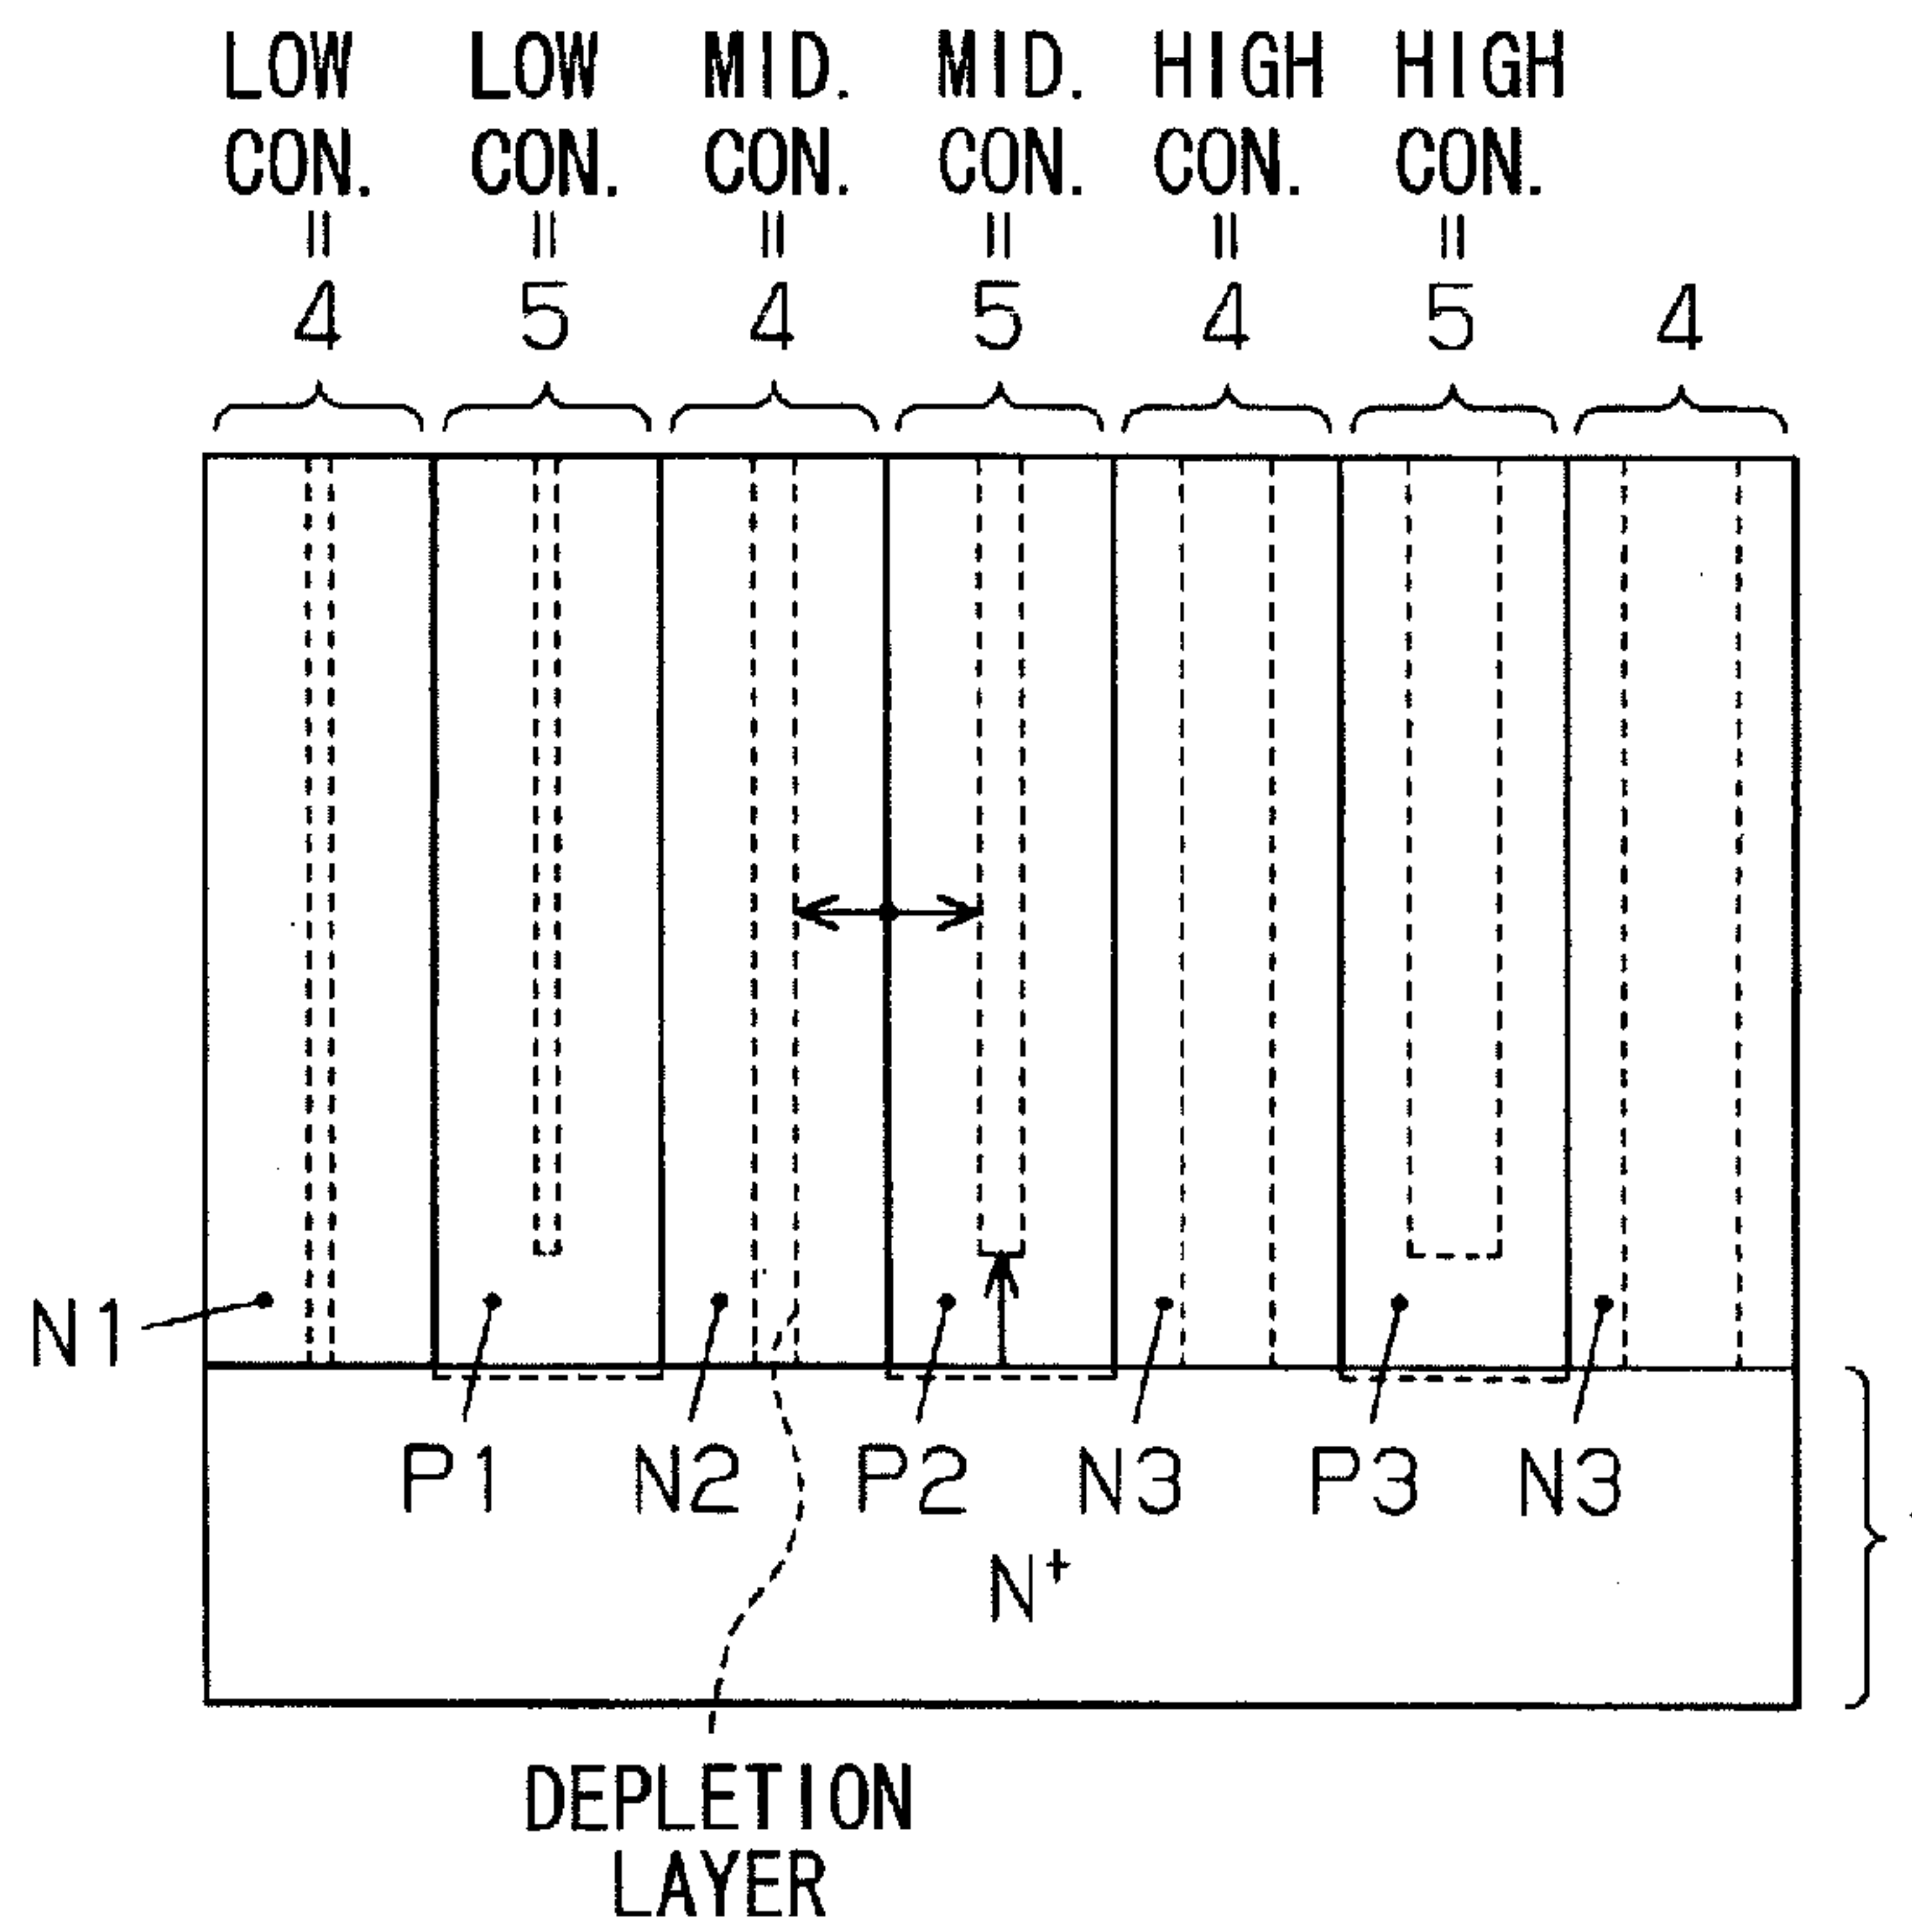 LOW LOW MID. MID. HIGH HIGH
CON. CON. CON. CON. CON. CON.
= = = = = =
4 5 4 5 4 5 4
N1
P1 N2 P2 N3 P3 N3
N+
DEPLETION
LAYER